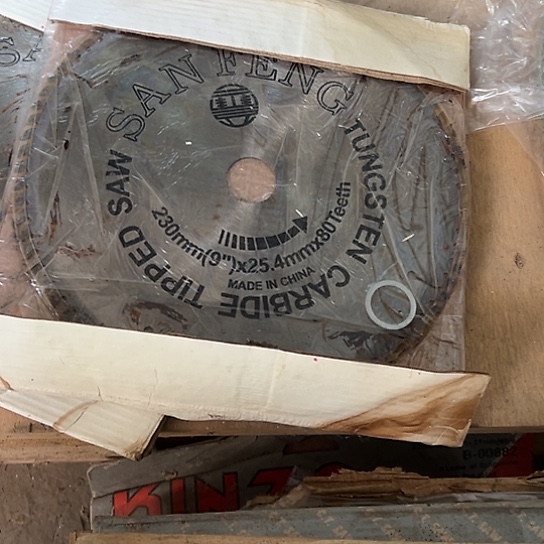 SAN FENG
TUNGSTEN CARBIDE TIPPED SAW
230mm(9")x25.4mmx80Teeth
MADE IN CHINA